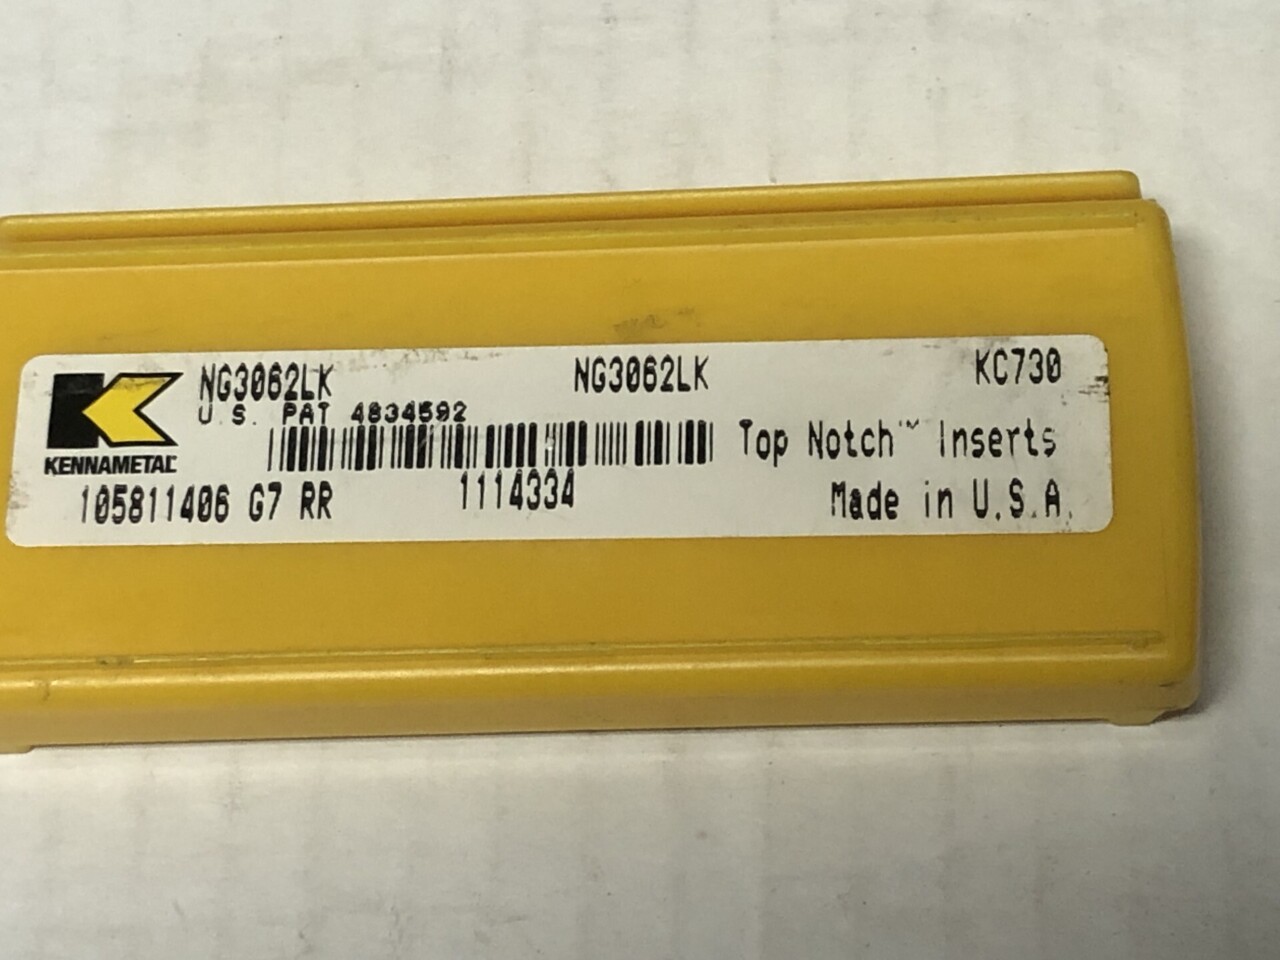 NG3062LK NG3062LK KC730
U.S. PAT 4834592
KENNAMETAL Top Notch™ Inserts
105811406 G7 RR 1114334 Made in U.S.A.